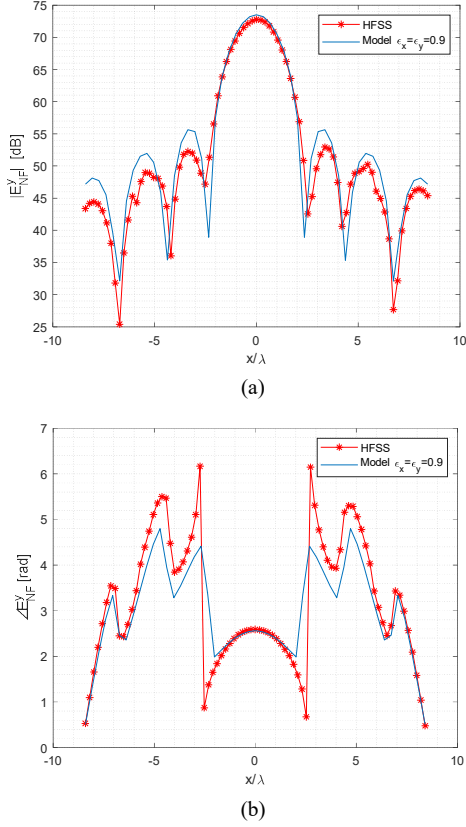 75
70
65
60
55
50
45
40
35
30
25
|E^y_NF| [dB]
HFSS
Model ϵ_x=ϵ_y=0.9
-10 -5 0 5 10
x/λ
(a)
7
6
5
4
3
2
1
0
∠E^y_NF [rad]
HFSS
Model ϵ_x=ϵ_y=0.9
-10 -5 0 5 10
x/λ
(b)